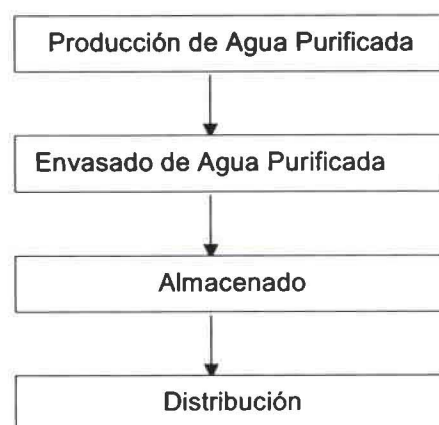 Producción de Agua Purificada
Envasado de Agua Purificada
Almacenado
Distribución